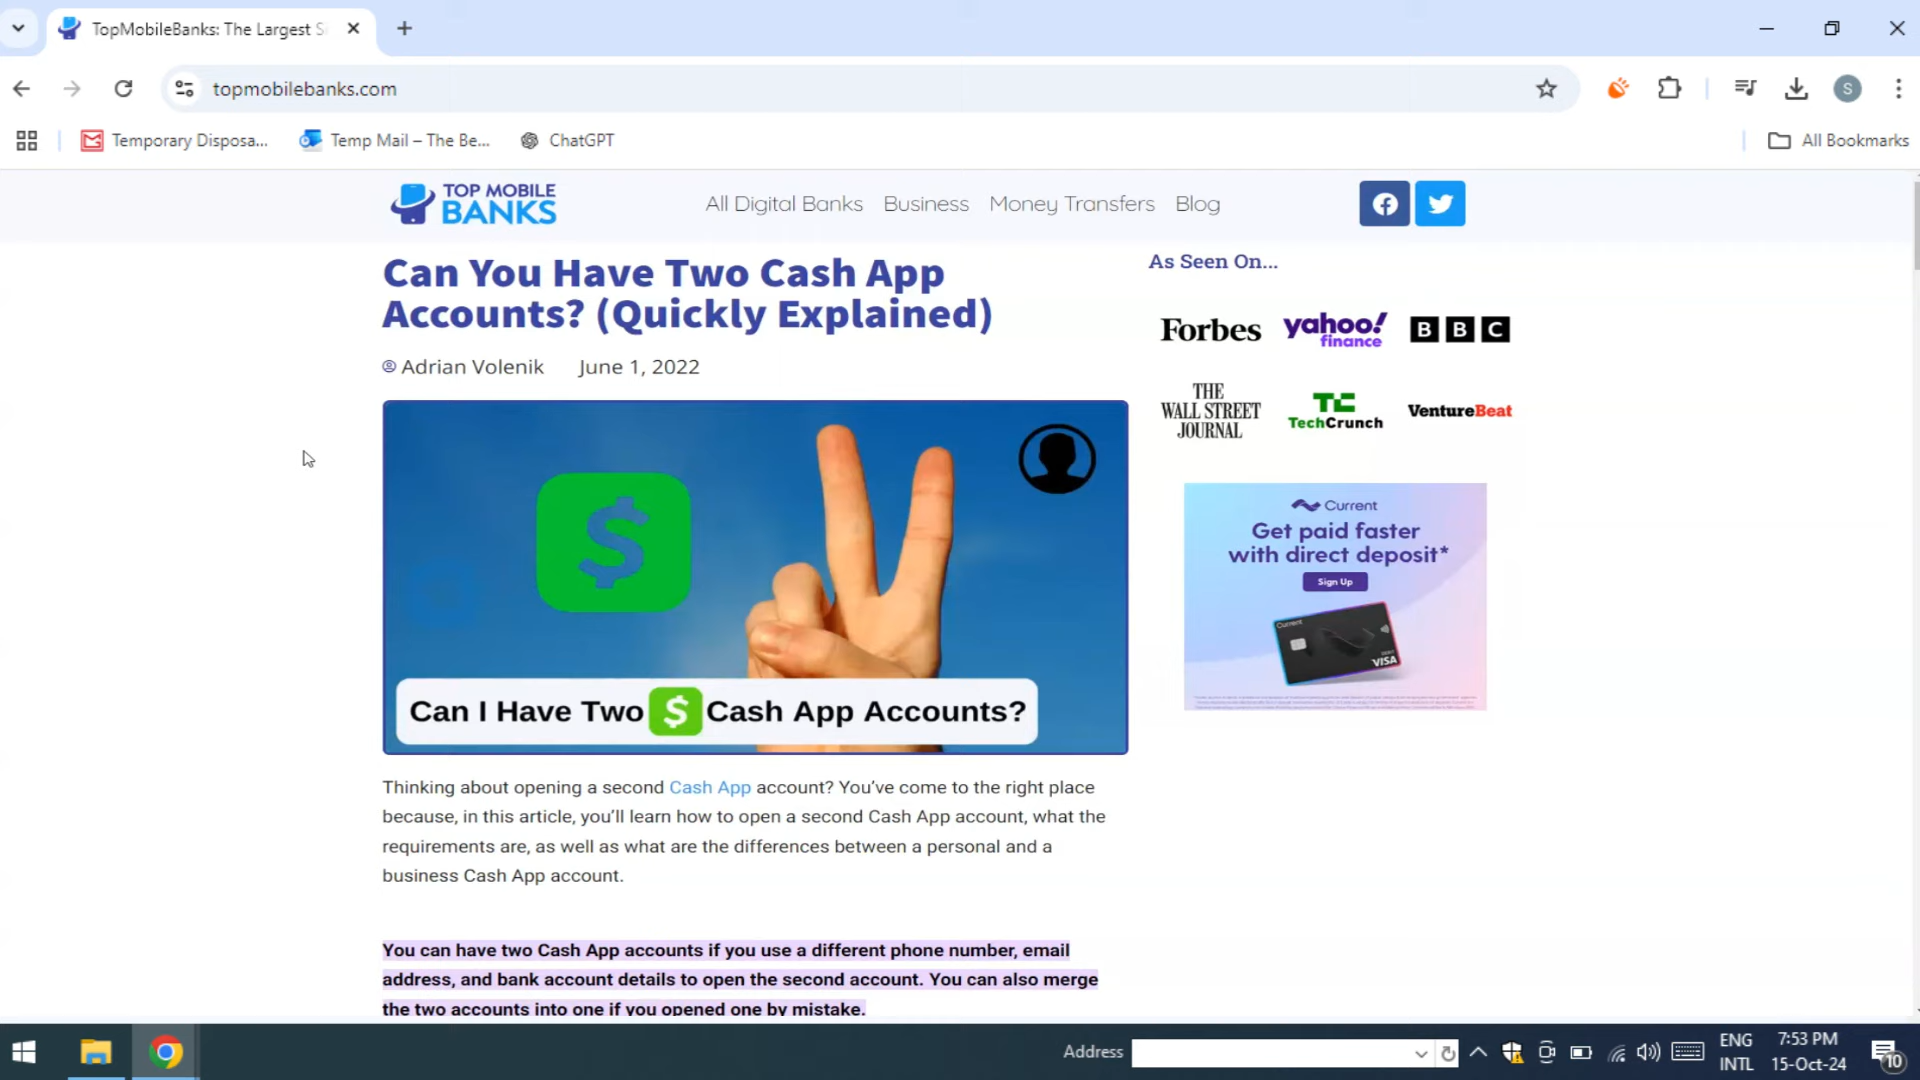 TopMobileBanks: The Largest S
topmobilebanks.com
S
Temporary Disposa...
Temp Mail – The Be...
ChatGPT
All Bookmarks
TOP MOBILE
BANKS
All Digital Banks
Business
Money Transfers
Blog
Can You Have Two Cash App
Accounts? (Quickly Explained)
Adrian Volenik
June 1, 2022
Can I Have Two $ Cash App Accounts?
Thinking about opening a second Cash App account? You’ve come to the right place
because, in this article, you’ll learn how to open a second Cash App account, what the
requirements are, as well as what are the differences between a personal and a
business Cash App account.
You can have two Cash App accounts if you use a different phone number, email
address, and bank account details to open the second account. You can also merge
the two accounts into one if you opened one by mistake.
As Seen On...
Forbes
yahoo!
finance
BBC
THE
WALL STREET
JOURNAL
TC
TechCrunch
VentureBeat
Current
Get paid faster
with direct deposit*
Sign Up
Current
VISA
Address
ENG
INTL
7:53 PM
15-Oct-24
10